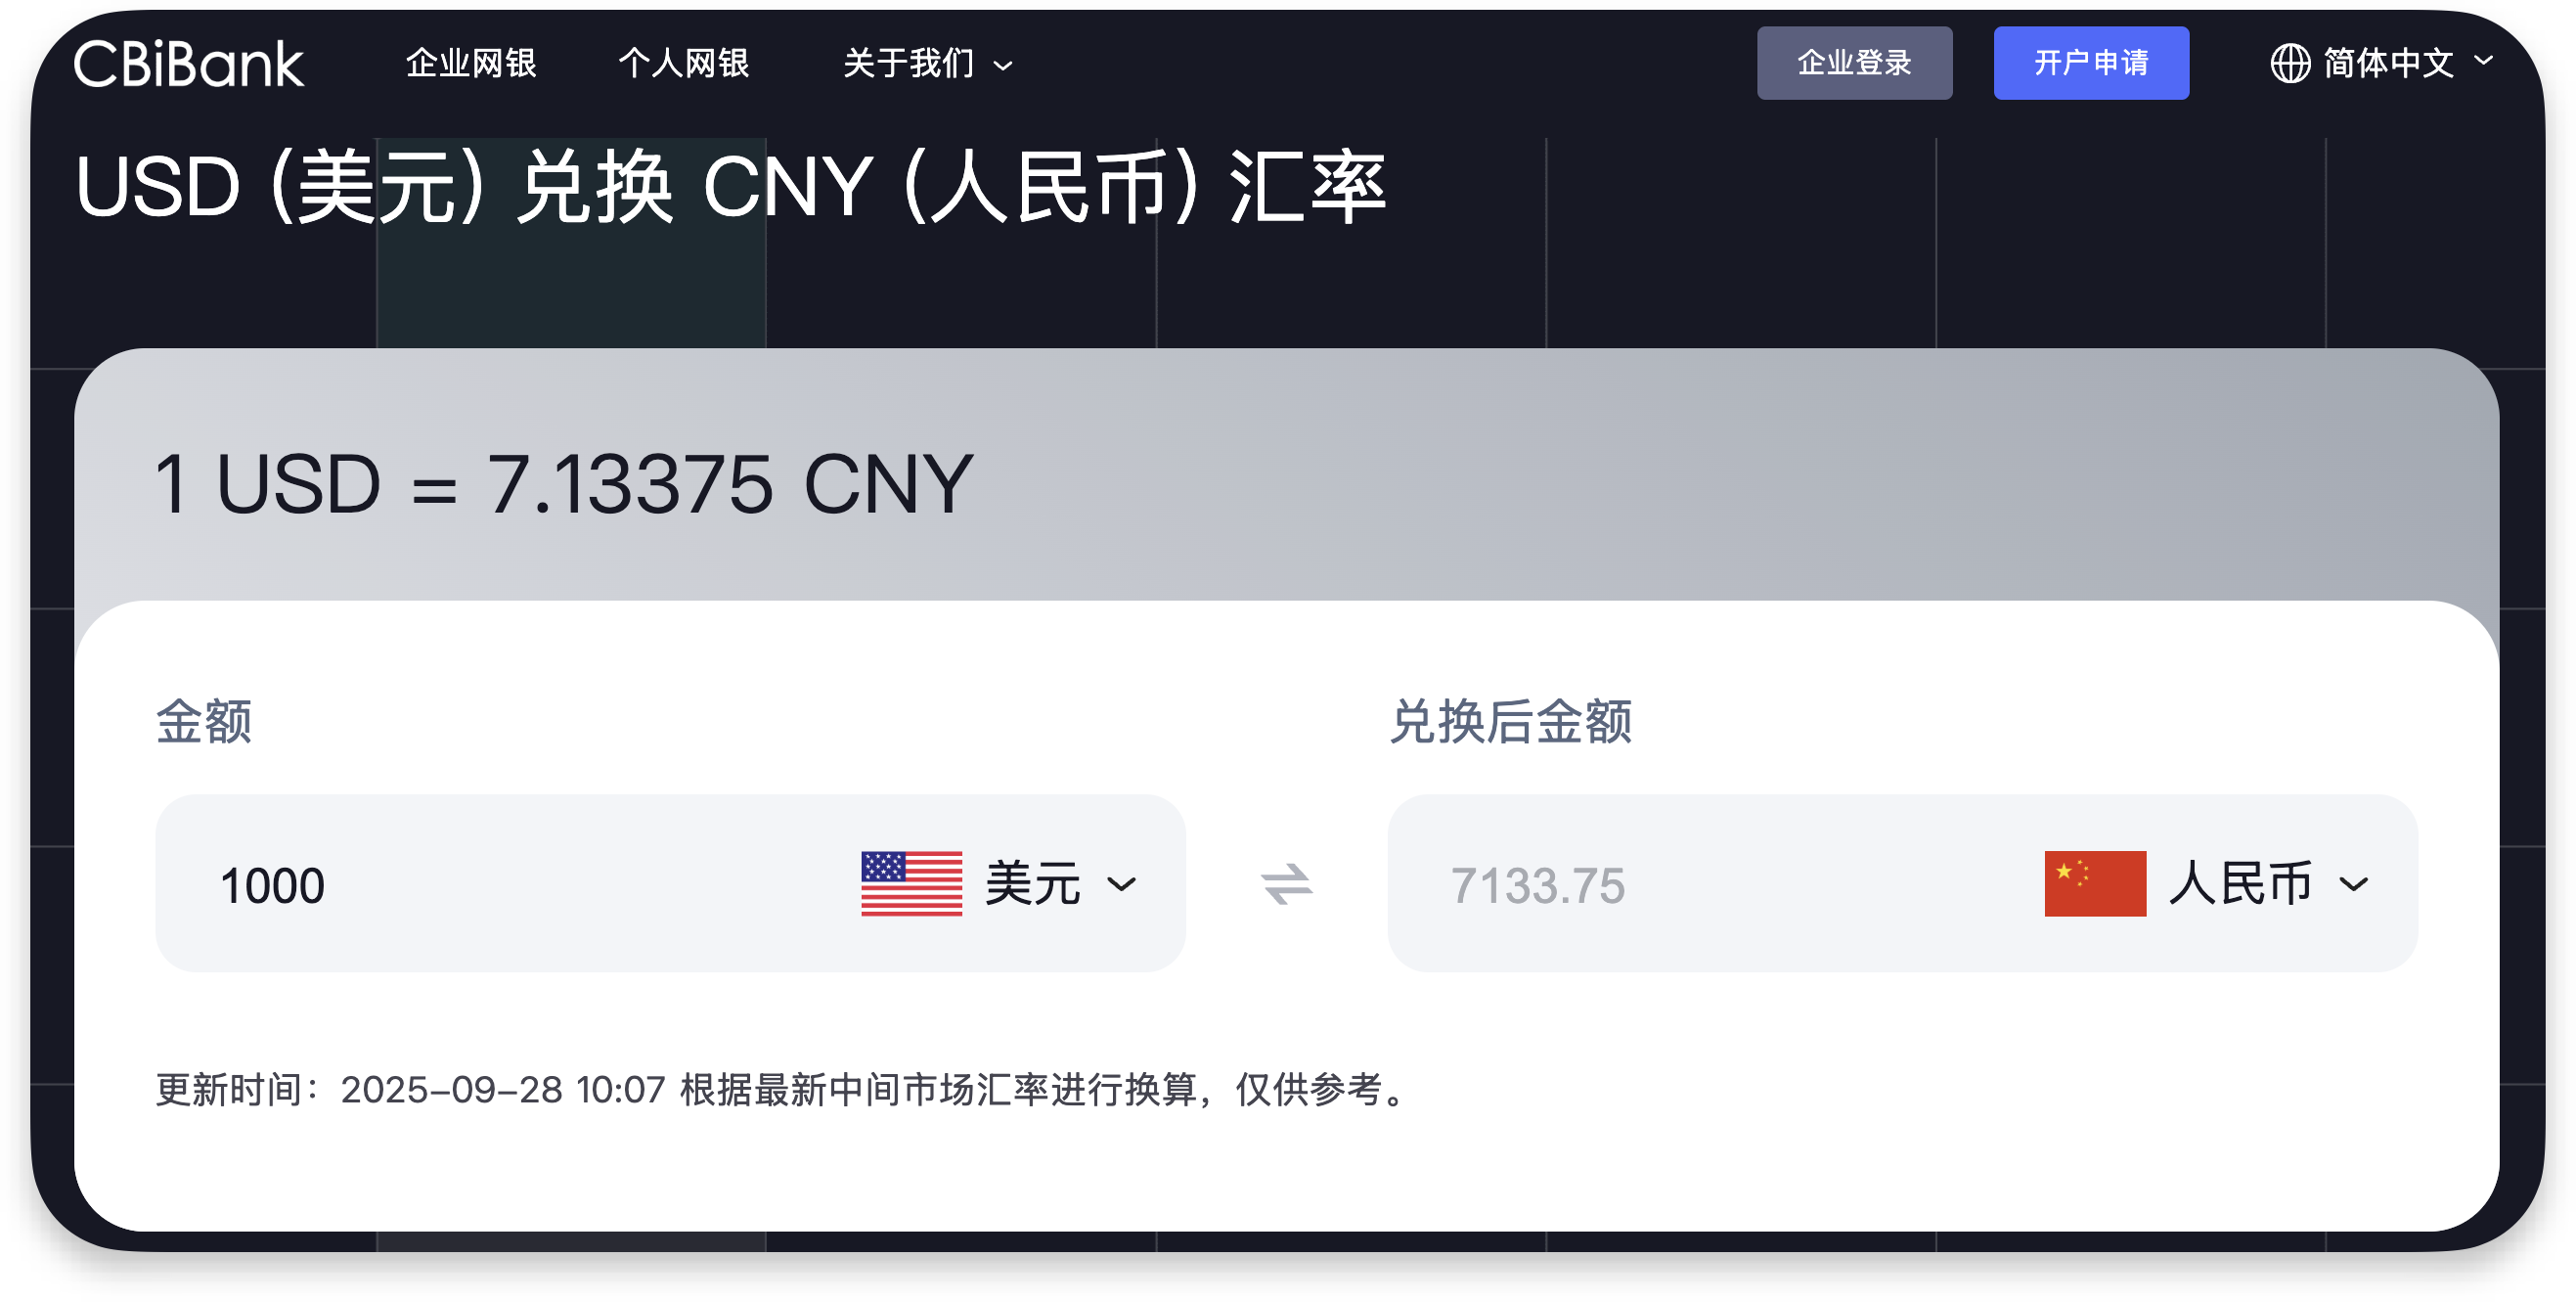 CBiBank 企业网银 个人网银 关于我们 企业登录 开户申请 简体中文
USD (美元) 兑换 CNY (人民币) 汇率
1 USD = 7.13375 CNY
金额 兑换后金额
1000 美元 7133.75 人民币
更新时间：2025-09-28 10:07 根据最新中间市场汇率进行换算，仅供参考。